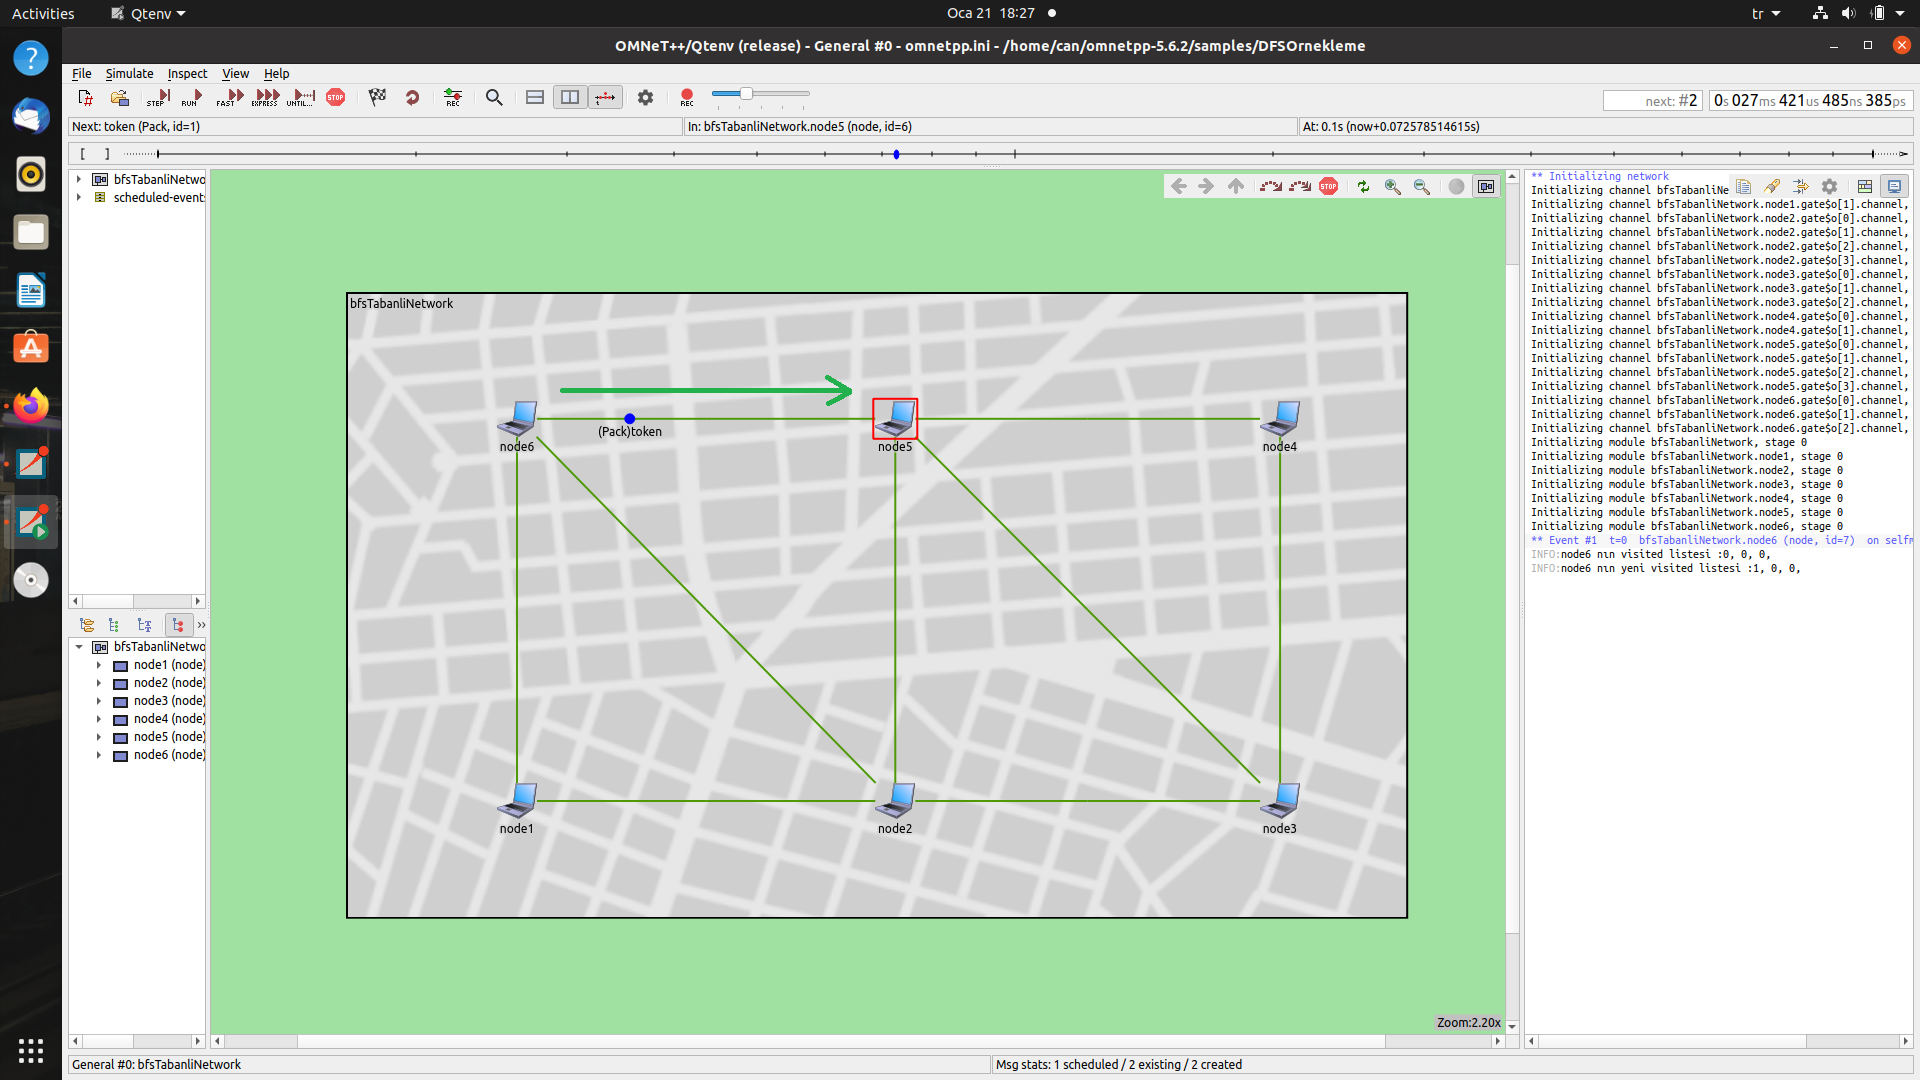 Activities
Qtenv
Oca 21 18:27
tr
OMNeT++/Qtenv (release) - General #0 - omnetpp.ini - /home/can/omnetpp-5.6.2/samples/DFSOrnekleme
File Simulate Inspect View Help
STEP RUN FAST EXPRESS UNTIL... STOP REC REC
next: #2
0s 027ms 421us 485ns 385ps
Next: token (Pack, id=1)
In: bfsTabanliNetwork.node5 (node, id=6)
At: 0.1s (now+0.072578514615s)
bfsTabanliNetwo
scheduled-event
bfsTabanliNetwo
node1 (node)
node2 (node)
node3 (node)
node4 (node)
node5 (node)
node6 (node)
STOP
bfsTabanliNetwork
(Pack)token
node6
node5
node4
node1
node2
node3
Zoom:2.20x
** Initializing network
Initializing channel bfsTabanliNe
Initializing channel bfsTabanliNetwork.node1.gate$o[1].channel,
Initializing channel bfsTabanliNetwork.node2.gate$o[0].channel,
Initializing channel bfsTabanliNetwork.node2.gate$o[1].channel,
Initializing channel bfsTabanliNetwork.node2.gate$o[2].channel,
Initializing channel bfsTabanliNetwork.node2.gate$o[3].channel,
Initializing channel bfsTabanliNetwork.node3.gate$o[0].channel,
Initializing channel bfsTabanliNetwork.node3.gate$o[1].channel,
Initializing channel bfsTabanliNetwork.node3.gate$o[2].channel,
Initializing channel bfsTabanliNetwork.node4.gate$o[0].channel,
Initializing channel bfsTabanliNetwork.node4.gate$o[1].channel,
Initializing channel bfsTabanliNetwork.node5.gate$o[0].channel,
Initializing channel bfsTabanliNetwork.node5.gate$o[1].channel,
Initializing channel bfsTabanliNetwork.node5.gate$o[2].channel,
Initializing channel bfsTabanliNetwork.node5.gate$o[3].channel,
Initializing channel bfsTabanliNetwork.node6.gate$o[0].channel,
Initializing channel bfsTabanliNetwork.node6.gate$o[1].channel,
Initializing channel bfsTabanliNetwork.node6.gate$o[2].channel,
Initializing module bfsTabanliNetwork, stage 0
Initializing module bfsTabanliNetwork.node1, stage 0
Initializing module bfsTabanliNetwork.node2, stage 0
Initializing module bfsTabanliNetwork.node3, stage 0
Initializing module bfsTabanliNetwork.node4, stage 0
Initializing module bfsTabanliNetwork.node5, stage 0
Initializing module bfsTabanliNetwork.node6, stage 0
** Event #1 t=0 bfsTabanliNetwork.node6 (node, id=7) on selfm
INFO:node6 nın visited listesi :0, 0, 0,
INFO:node6 nın yeni visited listesi :1, 0, 0,
General #0: bfsTabanliNetwork
Msg stats: 1 scheduled / 2 existing / 2 created